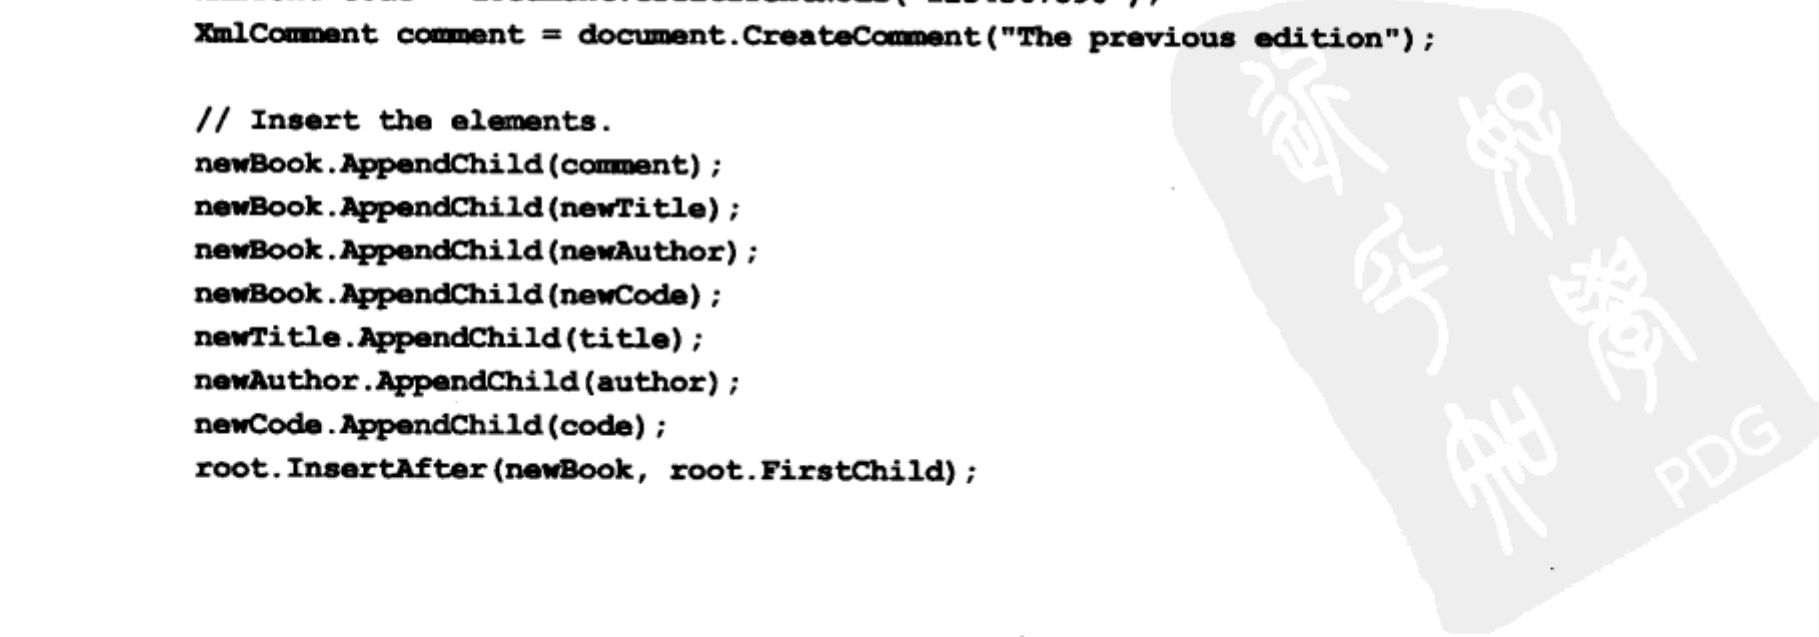 XmlComment comment = document.CreateComment("The previous edition");
// Insert the elements.
newBook.AppendChild(comment);
newBook.AppendChild(newTitle);
newBook.AppendChild(newAuthor);
newBook.AppendChild(newCode);
newTitle.AppendChild(title);
newAuthor.AppendChild(author);
newCode.AppendChild(code);
root.InsertAfter(newBook, root.FirstChild);
PDG